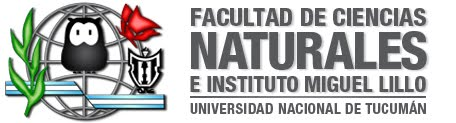 FACULTAD DE CIENCIAS
NATURALES
E INSTITUTO MIGUEL LILLO
UNIVERSIDAD NACIONAL DE TUCUMÁN